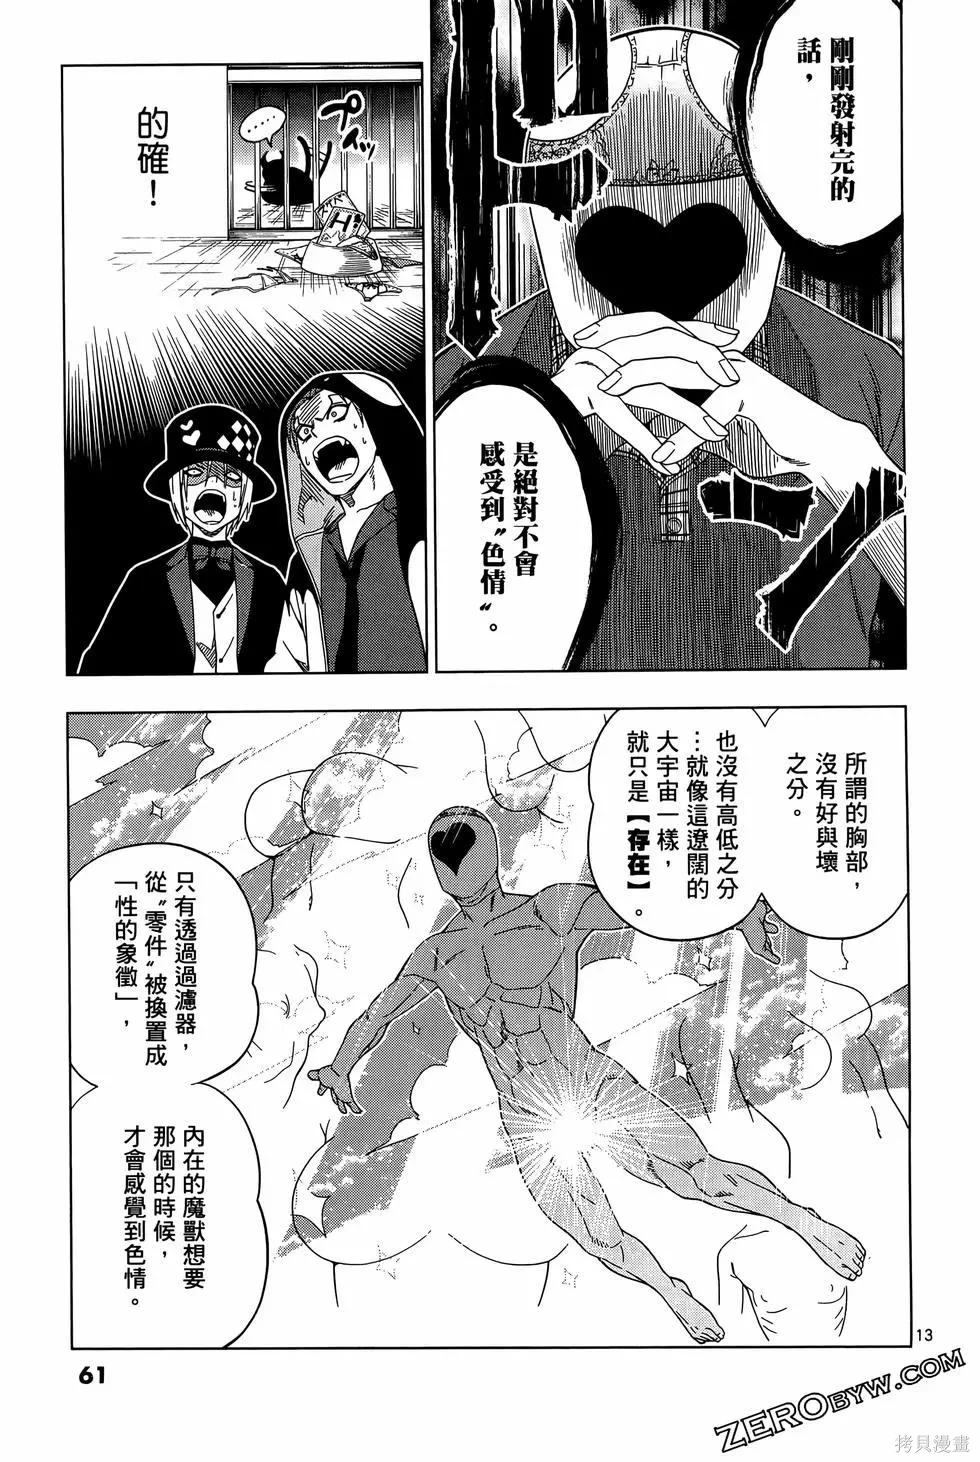 剛剛發射完的
話，
是絕對不會
感受到〝色情〞。
……
プイッ
H
的確！
所謂的胸部，
沒有好與壞
之分。
也沒有高低之分
…就像這遼闊的
大宇宙一樣，
就只是【存在】。
只有透過過濾器，
從〝零件〞被換置成
「性的象徵」，
內在的魔獸想要
那個的時候，
才會感覺到色情。
13
61
ZEROBYW.COM
拷貝漫畫